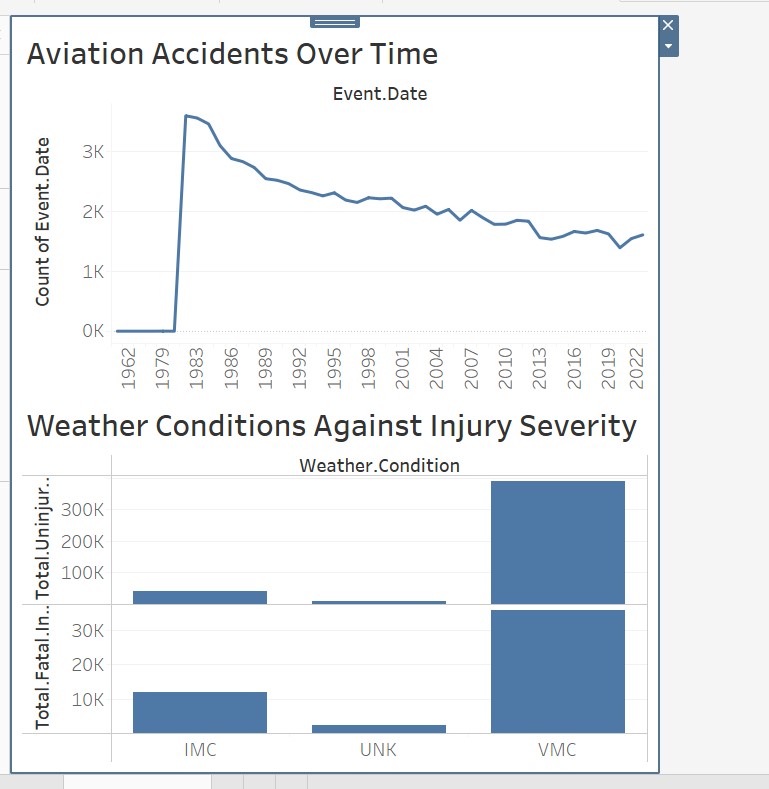 Aviation Accidents Over Time
Event.Date
Count of Event.Date
3K
2K
1K
0K
1962
1979
1983
1986
1989
1992
1995
1998
2001
2004
2007
2010
2013
2016
2019
2022
Weather Conditions Against Injury Severity
Weather.Condition
Total.Uninjur..
300K
200K
100K
Total.Fatal.In..
30K
20K
10K
IMC
UNK
VMC